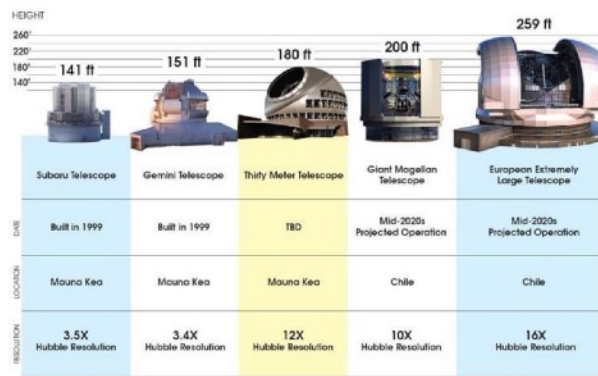 HEIGHT
260'
220'
180'
140'
141 ft
151 ft
180 ft
200 ft
259 ft
Subaru Telescope
Gemini Telescope
Thirty Meter Telescope
Giant Magellan
Telescope
European Extremely
Large Telescope
DATE
Built in 1999
Built in 1999
TBD
Mid-2020s
Projected Operation
Mid-2020s
Projected Operation
LOCATION
Mauna Kea
Mauna Kea
Mauna Kea
Chile
Chile
RESOLUTION
3.5X
Hubble Resolution
3.4X
Hubble Resolution
12X
Hubble Resolution
10X
Hubble Resolution
16X
Hubble Resolution